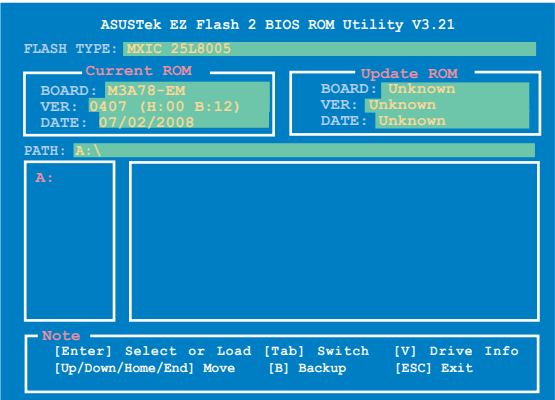 ASUSTek EZ Flash 2 BIOS ROM Utility V3.21
FLASH TYPE: MXIC 25L8005
Current ROM
BOARD: M3A78-EM
VER: 0407 (H:00 B:12)
DATE: 07/02/2008
Update ROM
BOARD: Unknown
VER: Unknown
DATE: Unknown
PATH: A:\
A:
Note
[Enter] Select or Load [Tab] Switch [V] Drive Info
[Up/Down/Home/End] Move [B] Backup [ESC] Exit